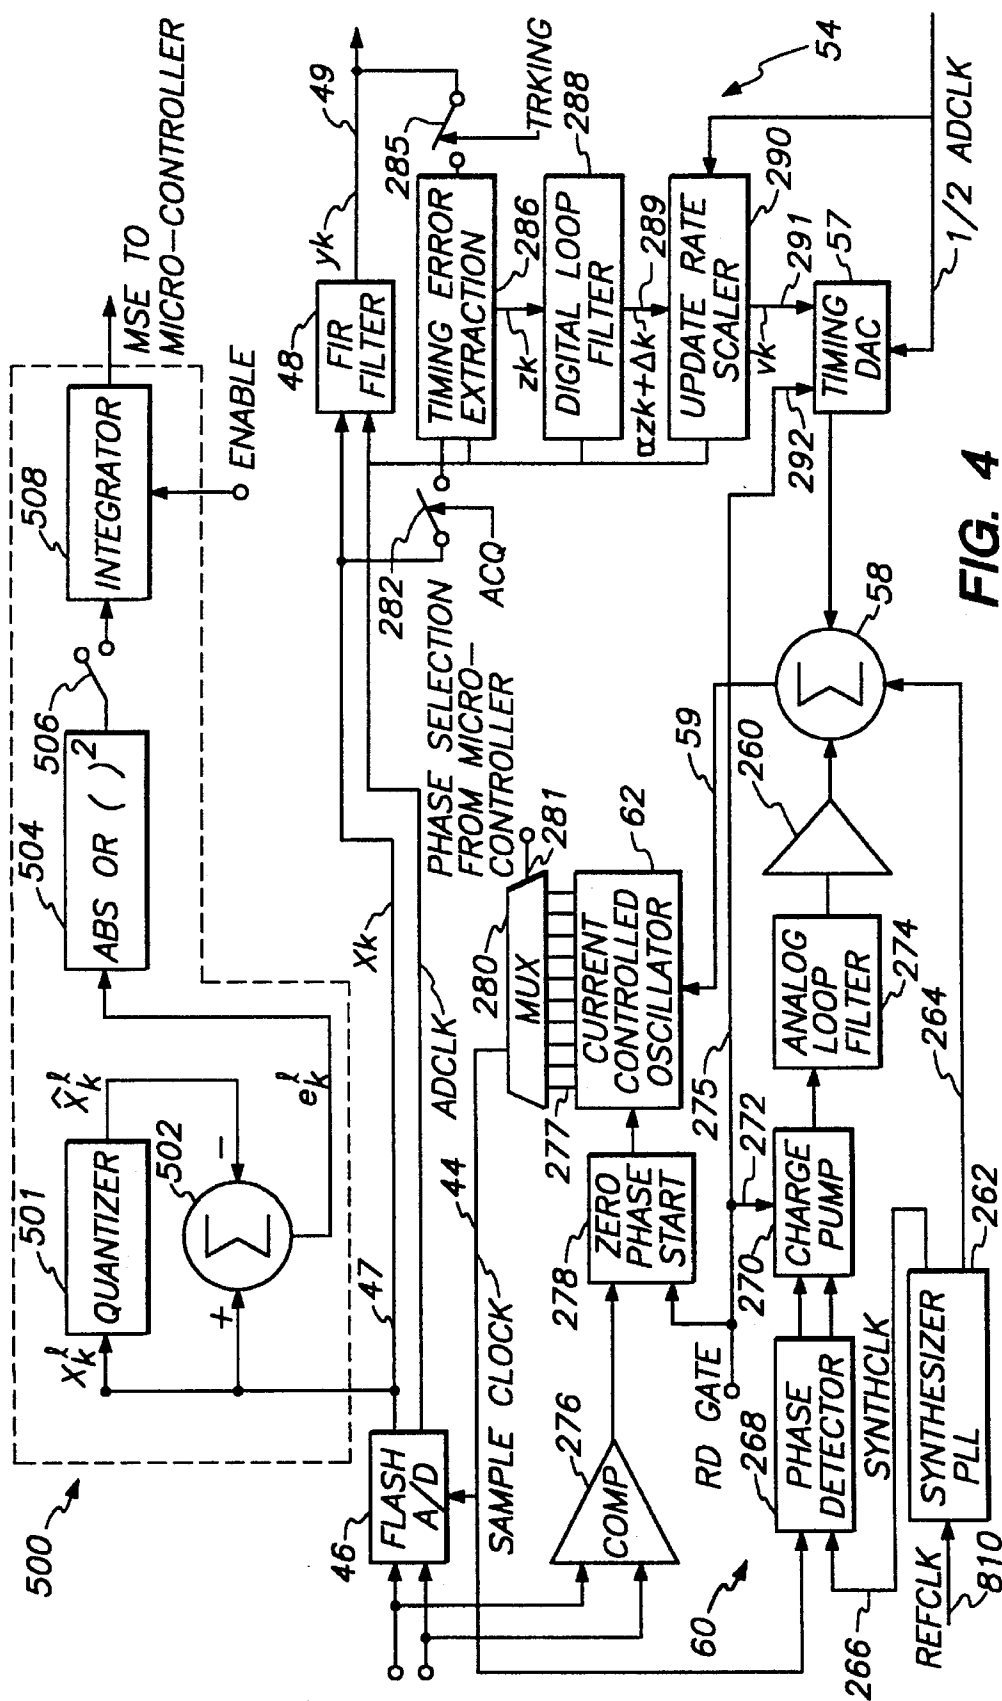 500
501
QUANTIZER
X_k^ℓ
X̂_k^ℓ
502
Σ
+
−
e_k^ℓ
504
ABS OR ( )²
506
508
INTEGRATOR
MSE TO
MICRO-CONTROLLER
ENABLE
46
FLASH
A/D
47
Xk
ADCLK
48
FIR
FILTER
yk
49
44
SAMPLE CLOCK
282
ACQ
285
TRKING
TIMING ERROR
EXTRACTION
286
zk
DIGITAL LOOP
FILTER
288
∝zk+Δk
289
UPDATE RATE
SCALER
290
vk
291
292
TIMING
DAC
57
54
1/2 ADCLK
PHASE SELECTION
FROM MICRO-
CONTROLLER
280
MUX
281
277
CURRENT
CONTROLLED
OSCILLATOR
62
59
276
COMP
278
ZERO
PHASE
START
RD GATE
275
272
60
268
PHASE
DETECTOR
270
CHARGE
PUMP
ANALOG
LOOP
FILTER
274
260
Σ
58
266
SYNTHCLK
REFCLK
810
SYNTHESIZER
PLL
262
264
FIG. 4